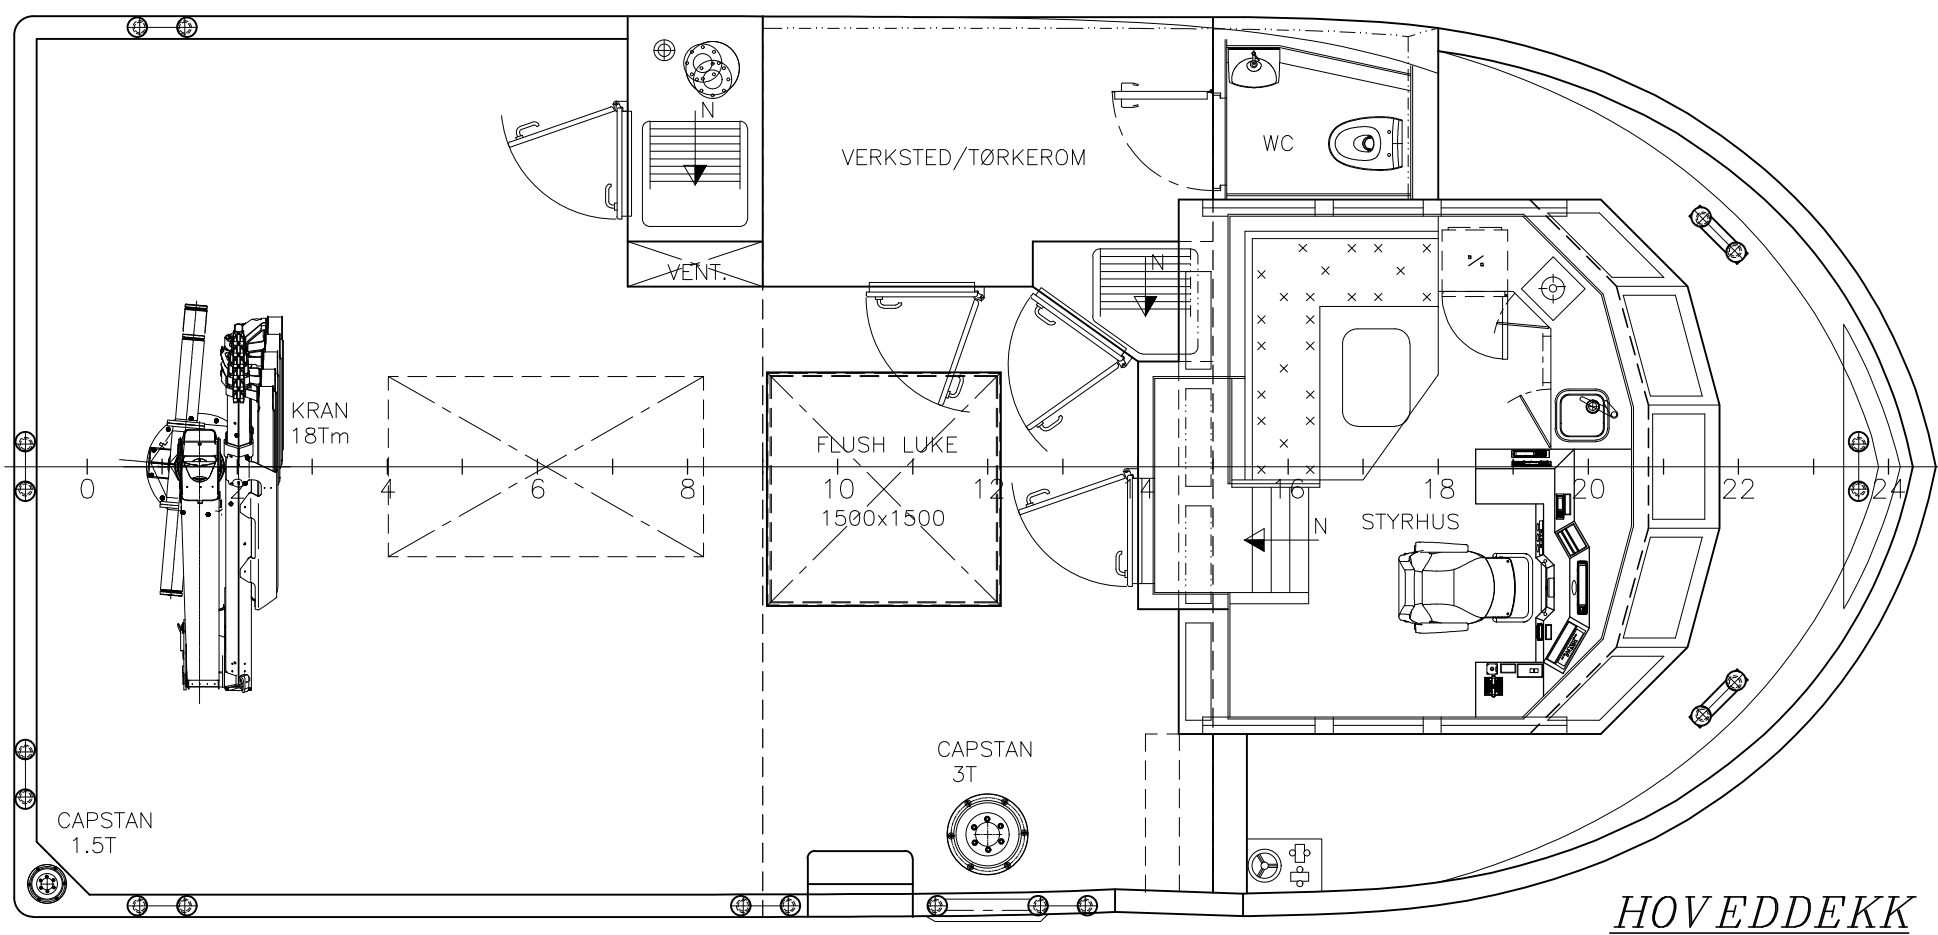 N
VERKSTED/TØRKEROM
WC
VENT.
N
KRAN
18Tm
FLUSH LUKE
1500x1500
0 2 4 6 8 10 12 4 16 18 20 22 24
STYRHUS
N
CAPSTAN
3T
CAPSTAN
1.5T
HOVEDDEKK